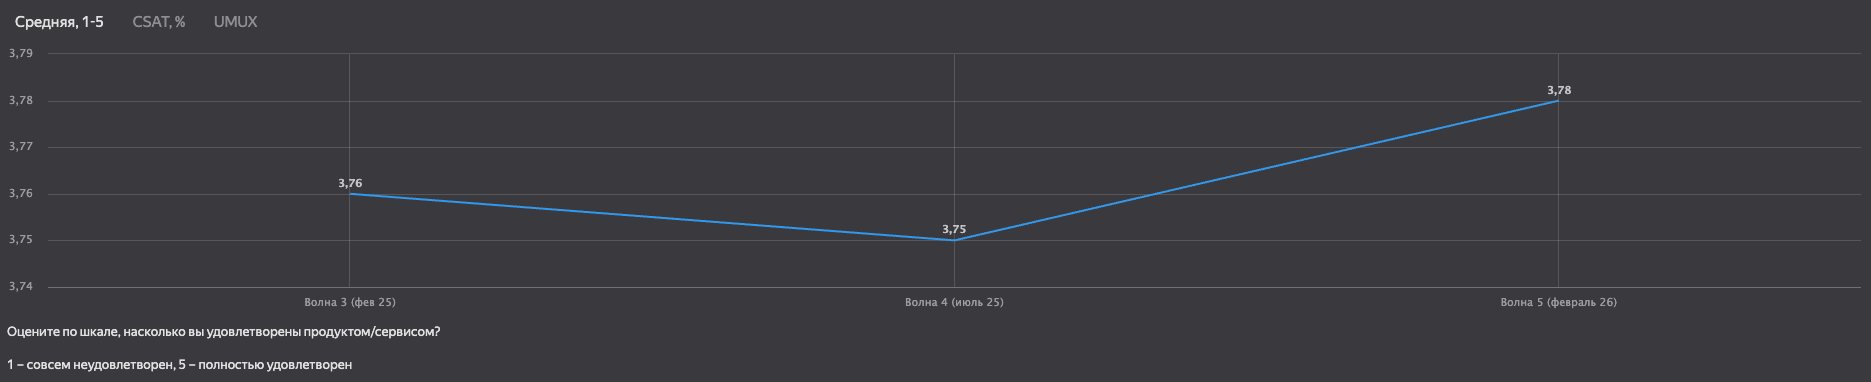 Средняя, 1-5 CSAT, % UMUX
3,79
3,78
3,77
3,76
3,75
3,74
3,76
3,75
3,78
Волна 3 (фев 25) Волна 4 (июль 25) Волна 5 (февраль 26)
Оцените по шкале, насколько вы удовлетворены продуктом/сервисом?
1 – совсем неудовлетворен, 5 – полностью удовлетворен